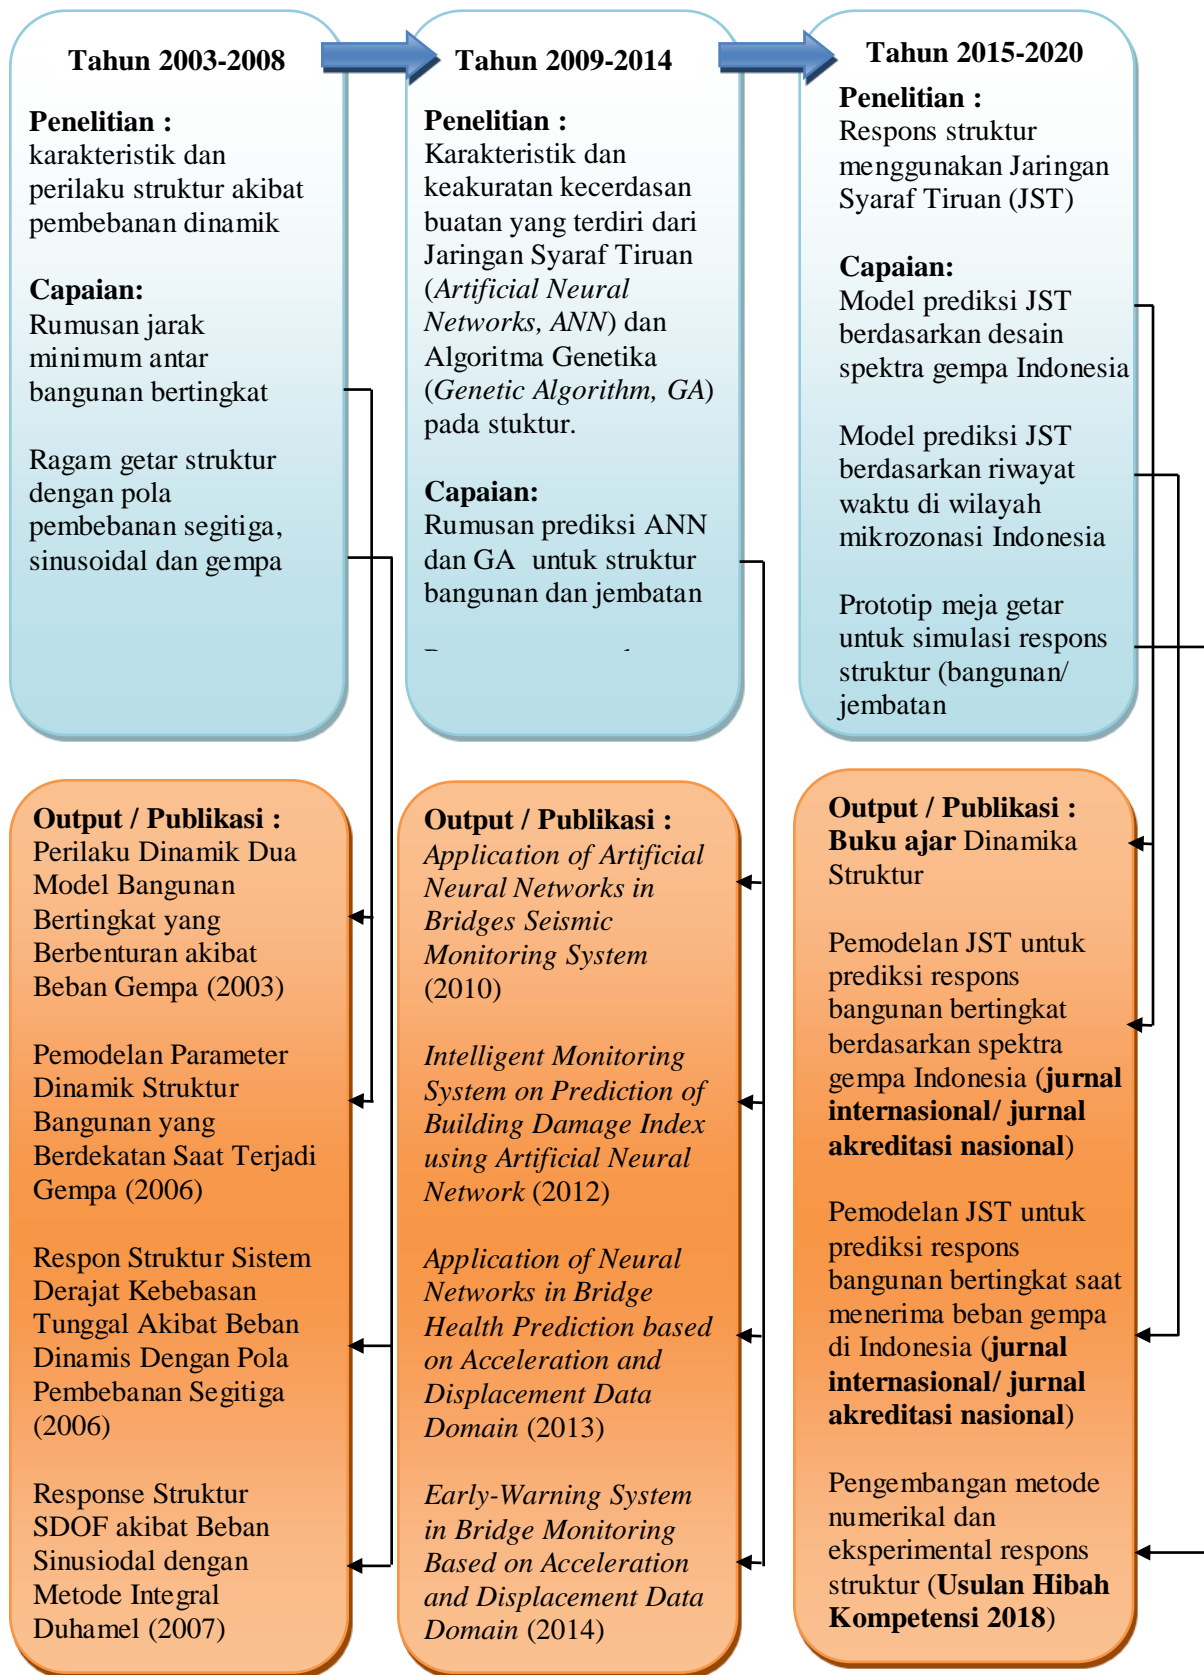 Tahun 2003-2008
Penelitian :
karakteristik dan
perilaku struktur akibat
pembebanan dinamik
Capaian:
Rumusan jarak
minimum antar
bangunan bertingkat
Ragam getar struktur
dengan pola
pembebanan segitiga,
sinusoidal dan gempa
Tahun 2009-2014
Penelitian :
Karakteristik dan
keakuratan kecerdasan
buatan yang terdiri dari
Jaringan Syaraf Tiruan
(Artificial Neural
Networks, ANN) dan
Algoritma Genetika
(Genetic Algorithm, GA)
pada stuktur.
Capaian:
Rumusan prediksi ANN
dan GA untuk struktur
bangunan dan jembatan
Tahun 2015-2020
Penelitian :
Respons struktur
menggunakan Jaringan
Syaraf Tiruan (JST)
Capaian:
Model prediksi JST
berdasarkan desain
spektra gempa Indonesia
Model prediksi JST
berdasarkan riwayat
waktu di wilayah
mikrozonasi Indonesia
Prototip meja getar
untuk simulasi respons
struktur (bangunan/
jembatan
Output / Publikasi :
Perilaku Dinamik Dua
Model Bangunan
Bertingkat yang
Berbenturan akibat
Beban Gempa (2003)
Pemodelan Parameter
Dinamik Struktur
Bangunan yang
Berdekatan Saat Terjadi
Gempa (2006)
Respon Struktur Sistem
Derajat Kebebasan
Tunggal Akibat Beban
Dinamis Dengan Pola
Pembebanan Segitiga
(2006)
Response Struktur
SDOF akibat Beban
Sinusiodal dengan
Metode Integral
Duhamel (2007)
Output / Publikasi :
Application of Artificial
Neural Networks in
Bridges Seismic
Monitoring System
(2010)
Intelligent Monitoring
System on Prediction of
Building Damage Index
using Artificial Neural
Network (2012)
Application of Neural
Networks in Bridge
Health Prediction based
on Acceleration and
Displacement Data
Domain (2013)
Early-Warning System
in Bridge Monitoring
Based on Acceleration
and Displacement Data
Domain (2014)
Output / Publikasi :
Buku ajar Dinamika
Struktur
Pemodelan JST untuk
prediksi respons
bangunan bertingkat
berdasarkan spektra
gempa Indonesia (jurnal
internasional/ jurnal
akreditasi nasional)
Pemodelan JST untuk
prediksi respons
bangunan bertingkat saat
menerima beban gempa
di Indonesia (jurnal
internasional/ jurnal
akreditasi nasional)
Pengembangan metode
numerikal dan
eksperimental respons
struktur (Usulan Hibah
Kompetensi 2018)